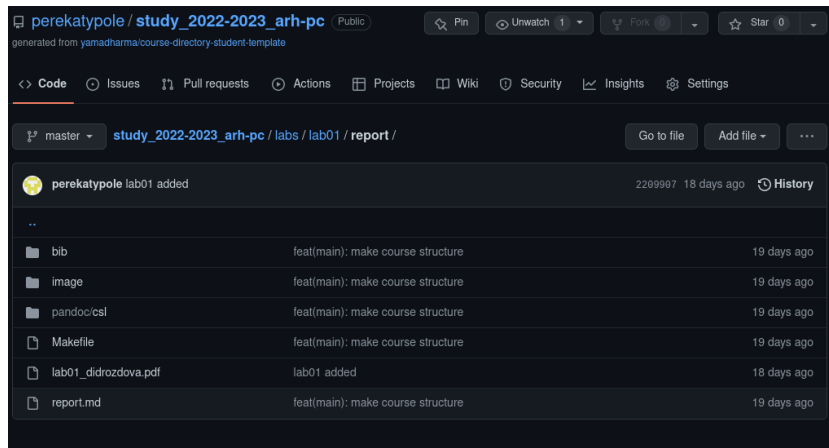 perekatypole / study_2022-2023_arh-pc Public Pin Unwatch 1 Fork 0 Star 0
generated from yamadharma/course-directory-student-template
<> Code Issues Pull requests Actions Projects Wiki Security Insights Settings
master study_2022-2023_arh-pc / labs / lab01 / report / Go to file Add file ...
perekatypole lab01 added 2209907 18 days ago History
..
bib feat(main): make course structure 19 days ago
image feat(main): make course structure 19 days ago
pandoc/csl feat(main): make course structure 19 days ago
Makefile feat(main): make course structure 19 days ago
lab01_didrozdova.pdf lab01 added 18 days ago
report.md feat(main): make course structure 19 days ago